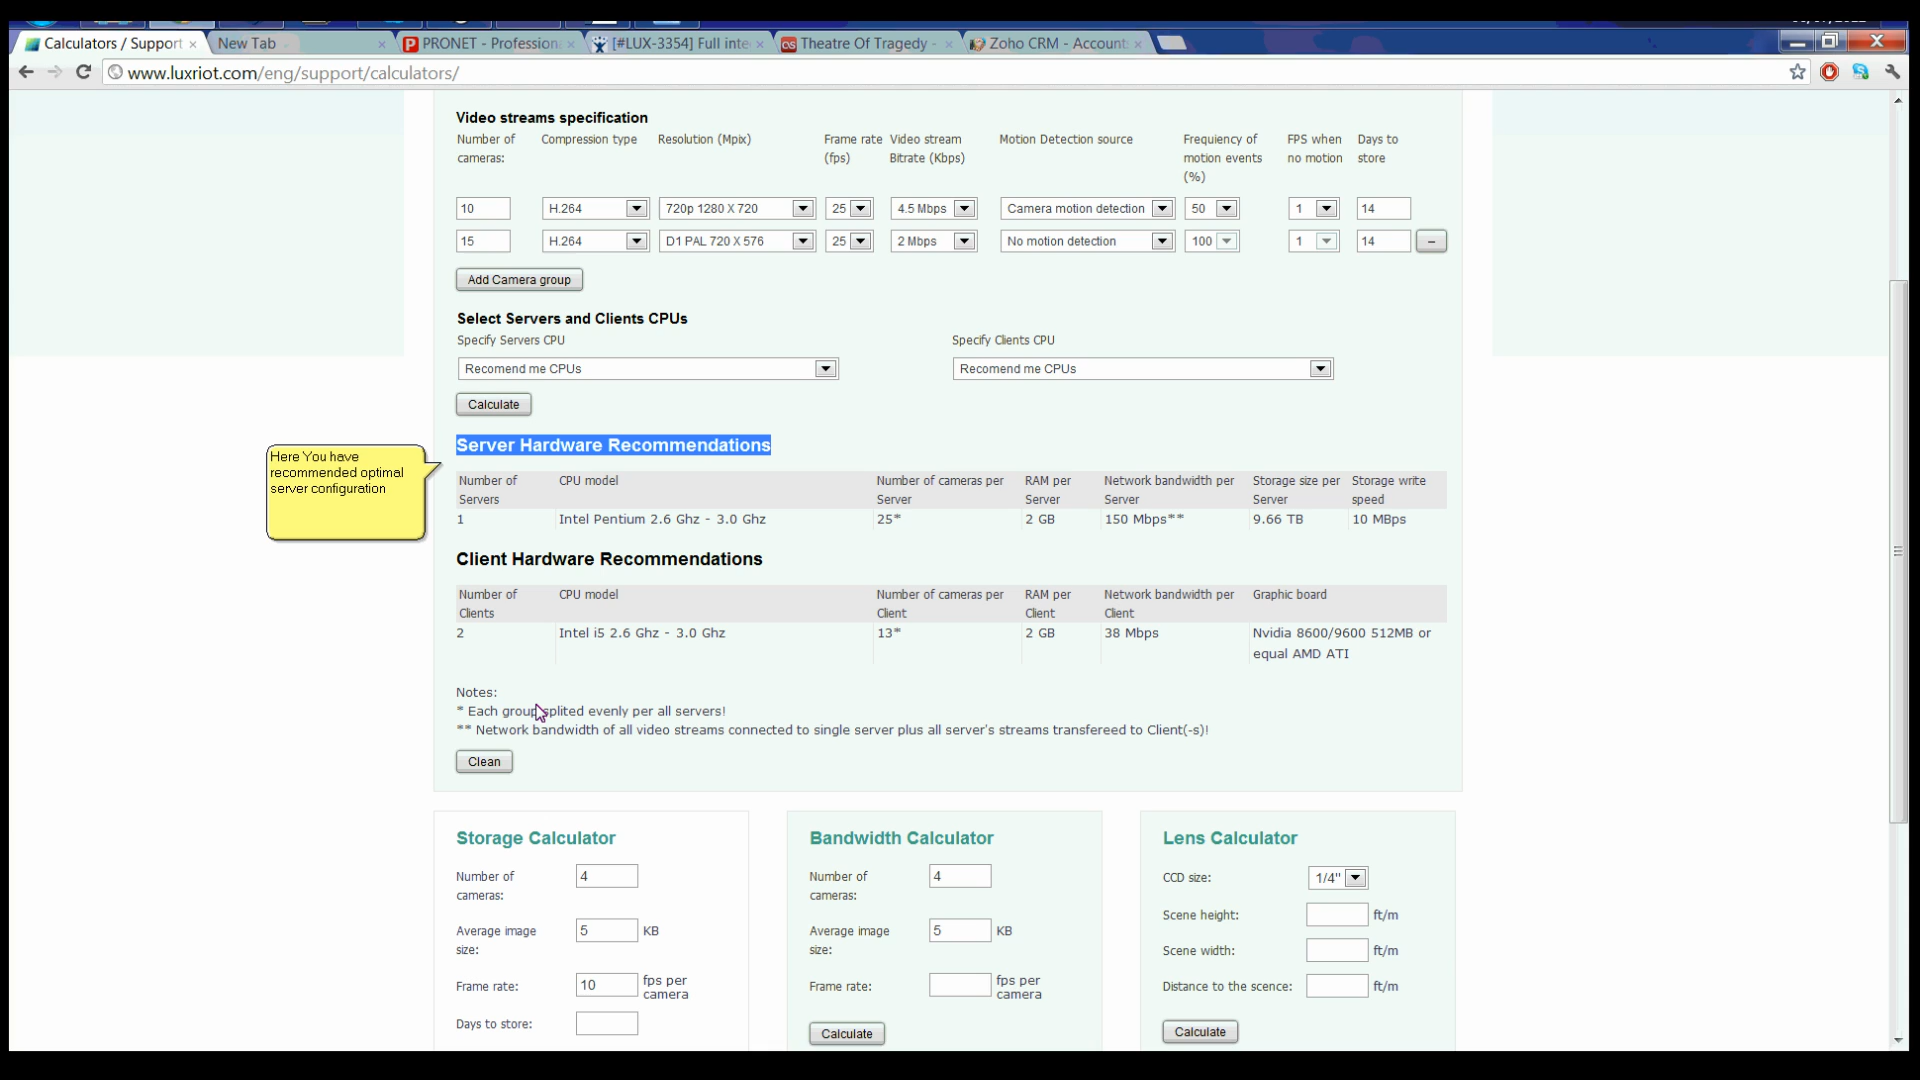 Calculators / Support
New Tab
PRONET - Profession
[#LUX-3354] Full inte
Theatre Of Tragedy -
Zoho CRM - Account
www.luxriot.com/eng/support/calculators/
Video streams specification
Number of cameras: Compression type Resolution (Mpix) Frame rate (fps) Video stream Bitrate (Kbps) Motion Detection source Frequiency of motion events (%) FPS when no motion Days to store
10 H.264 720p 1280 X 720 25 4.5 Mbps Camera motion detection 50 1 14
15 H.264 D1 PAL 720 X 576 25 2 Mbps No motion detection 100 1 14 –
Add Camera group
Select Servers and Clients CPUs
Specify Servers CPU Specify Clients CPU
Recomend me CPUs Recomend me CPUs
Calculate
Here You have
recommended optimal
server configuration
Server Hardware Recommendations
Number of Servers CPU model Number of cameras per Server RAM per Server Network bandwidth per Server Storage size per Server Storage write speed
1 Intel Pentium 2.6 Ghz - 3.0 Ghz 25* 2 GB 150 Mbps** 9.66 TB 10 MBps
Client Hardware Recommendations
Number of Clients CPU model Number of cameras per Client RAM per Client Network bandwidth per Client Graphic board
2 Intel i5 2.6 Ghz - 3.0 Ghz 13* 2 GB 38 Mbps Nvidia 8600/9600 512MB or
equal AMD ATI
Notes:
* Each group splited evenly per all servers!
** Network bandwidth of all video streams connected to single server plus all server's streams transfereed to Client(-s)!
Clean
Storage Calculator
Number of
cameras: 4
Average image
size: 5 KB
Frame rate: 10 fps per
camera
Days to store:
Bandwidth Calculator
Number of
cameras: 4
Average image
size: 5 KB
Frame rate: fps per
camera
Calculate
Lens Calculator
CCD size: 1/4"
Scene height: ft/m
Scene width: ft/m
Distance to the scence: ft/m
Calculate